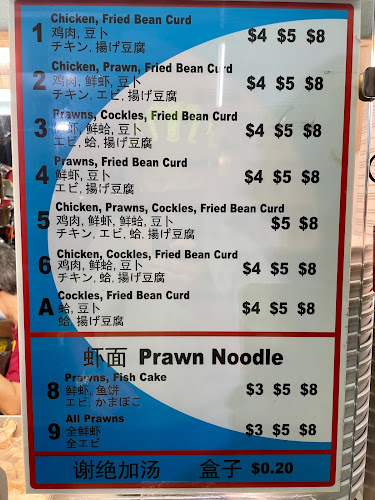 Chicken, Fried Bean Curd
1 鸡肉, 豆卜 $4 $5 $8
チキン, 揚げ豆腐
Chicken, Prawn, Fried Bean Curd
2 鸡肉, 鲜虾, 豆卜 $4 $5 $8
チキン, エビ, 揚げ豆腐
Prawns, Cockles, Fried Bean Curd
3 鲜虾, 鲜蛤, 豆卜 $4 $5 $8
エビ, 蛤, 揚げ豆腐
Prawns, Fried Bean Curd
4 鲜虾, 豆卜 $4 $5 $8
エビ, 揚げ豆腐
Chicken, Prawns, Cockles, Fried Bean Curd
5 鸡肉, 鲜虾, 鲜蛤, 豆卜 $5 $8
チキン, エビ, 蛤, 揚げ豆腐
Chicken, Cockles, Fried Bean Curd
6 鸡肉, 鲜蛤, 豆卜 $4 $5 $8
チキン, 蛤, 揚げ豆腐
Cockles, Fried Bean Curd
A 蛤, 豆卜 $4 $5 $8
蛤, 揚げ豆腐
虾面 Prawn Noodle
Prawns, Fish Cake
8 鲜虾, 鱼饼 $3 $5 $8
エビ, かまぼこ
All Prawns
9 全鲜虾 $3 $5 $8
全エビ
谢绝加汤 盒子 $0.20